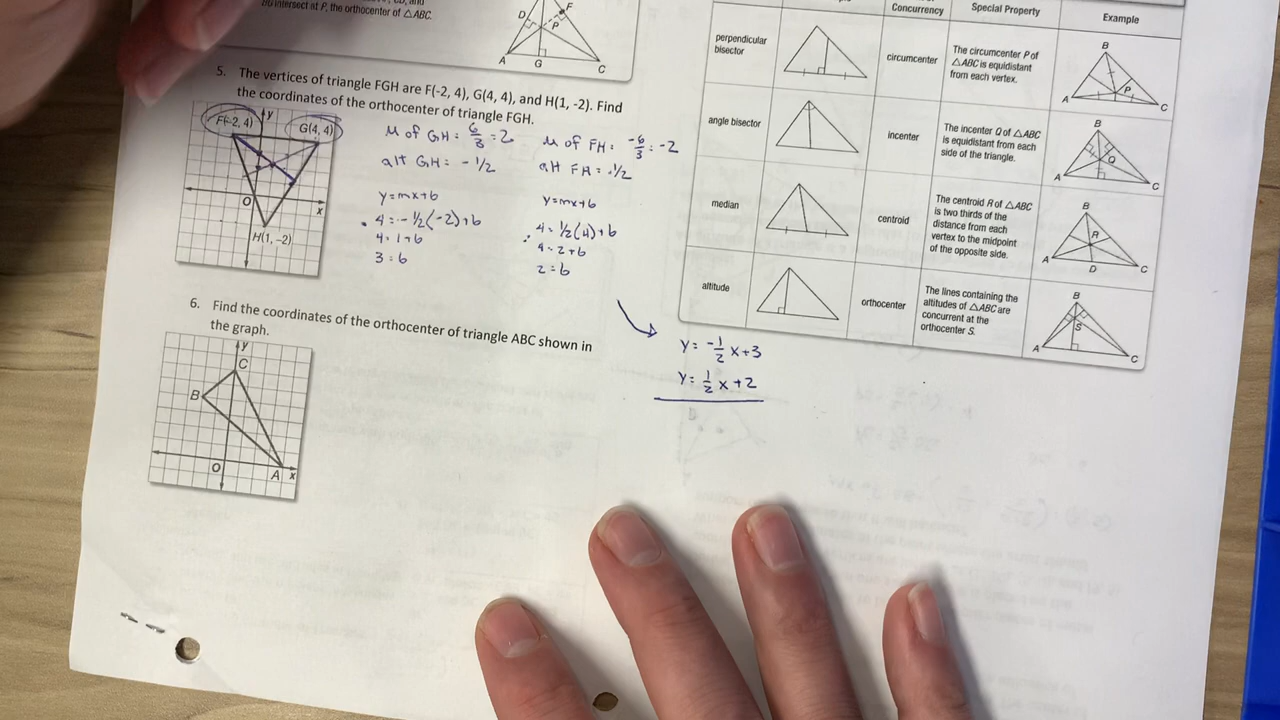 intersect at P, the orthocenter of △ABC.
D
F
P
A
G
C
5. The vertices of triangle FGH are F(-2, 4), G(4, 4), and H(1, -2). Find
the coordinates of the orthocenter of triangle FGH.
F(-2, 4)
y
G(4, 4)
O
x
H(1, -2)
M of GH = 6/3 = 2
alt GH = - 1/2
y=mx+b
4 = - 1/2 (-2)+b
4 = 1+b
3 = b
M of FH = -6/3 = -2
alt FH = 1/2
y=mx+b
4 = 1/2 (4)+b
4 = 2+b
2 = b
y = - 1/2 x+3
y = 1/2 x+2
6. Find the coordinates of the orthocenter of triangle ABC shown in
the graph.
y
C
B
O
A
x
Concurrency
Special Property
Example
perpendicular
bisector
circumcenter
The circumcenter P of
△ABC is equidistant
from each vertex.
B
P
A
C
angle bisector
incenter
The incenter Q of △ABC
is equidistant from each
side of the triangle.
B
Q
A
C
median
centroid
The centroid R of △ABC
is two thirds of the
distance from each
vertex to the midpoint
of the opposite side.
B
R
A
D
C
altitude
orthocenter
The lines containing the
altitudes of △ABC are
concurrent at the
orthocenter S.
B
S
A
C